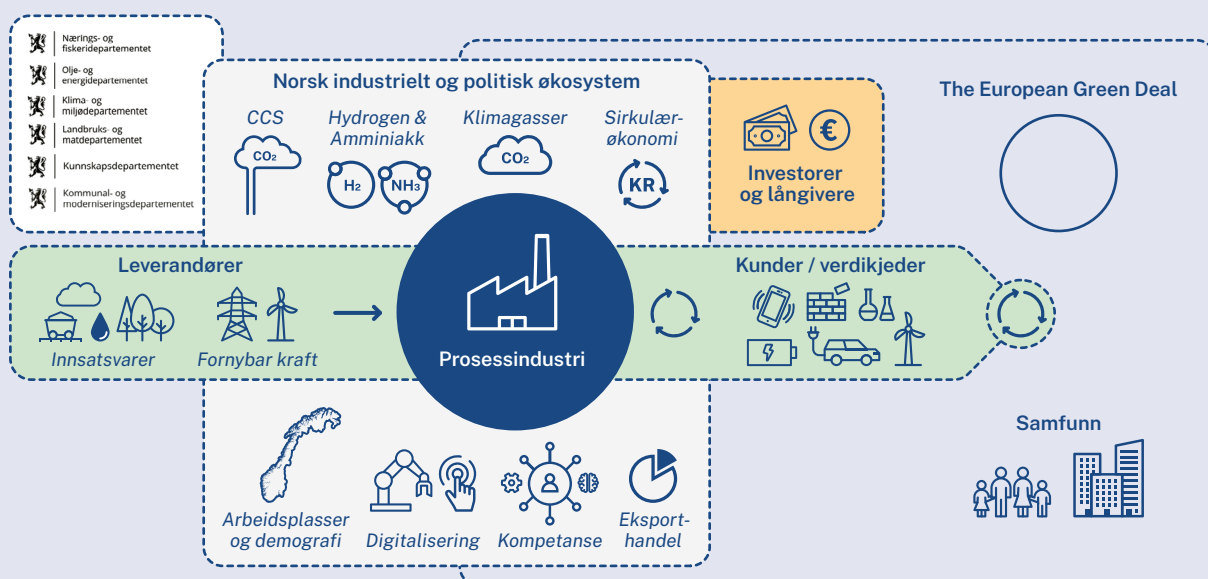 Nærings- og
fiskeridepartementet
Olje- og
energidepartementet
Klima- og
miljødepartementet
Landbruks- og
matdepartementet
Kunnskapsdepartementet
Kommunal- og
moderniseringsdepartementet
Norsk industrielt og politisk økosystem
CCS
CO₂
Hydrogen &
Amminiakk
H₂
NH₃
Klimagasser
CO₂
Sirkulær-
økonomi
KR
€
Investorer
og långivere
The European Green Deal
Leverandører
Innsatsvarer
Fornybar kraft
Prosessindustri
Kunder / verdikjeder
Arbeidsplasser
og demografi
Digitalisering
Kompetanse
Eksport-
handel
Samfunn